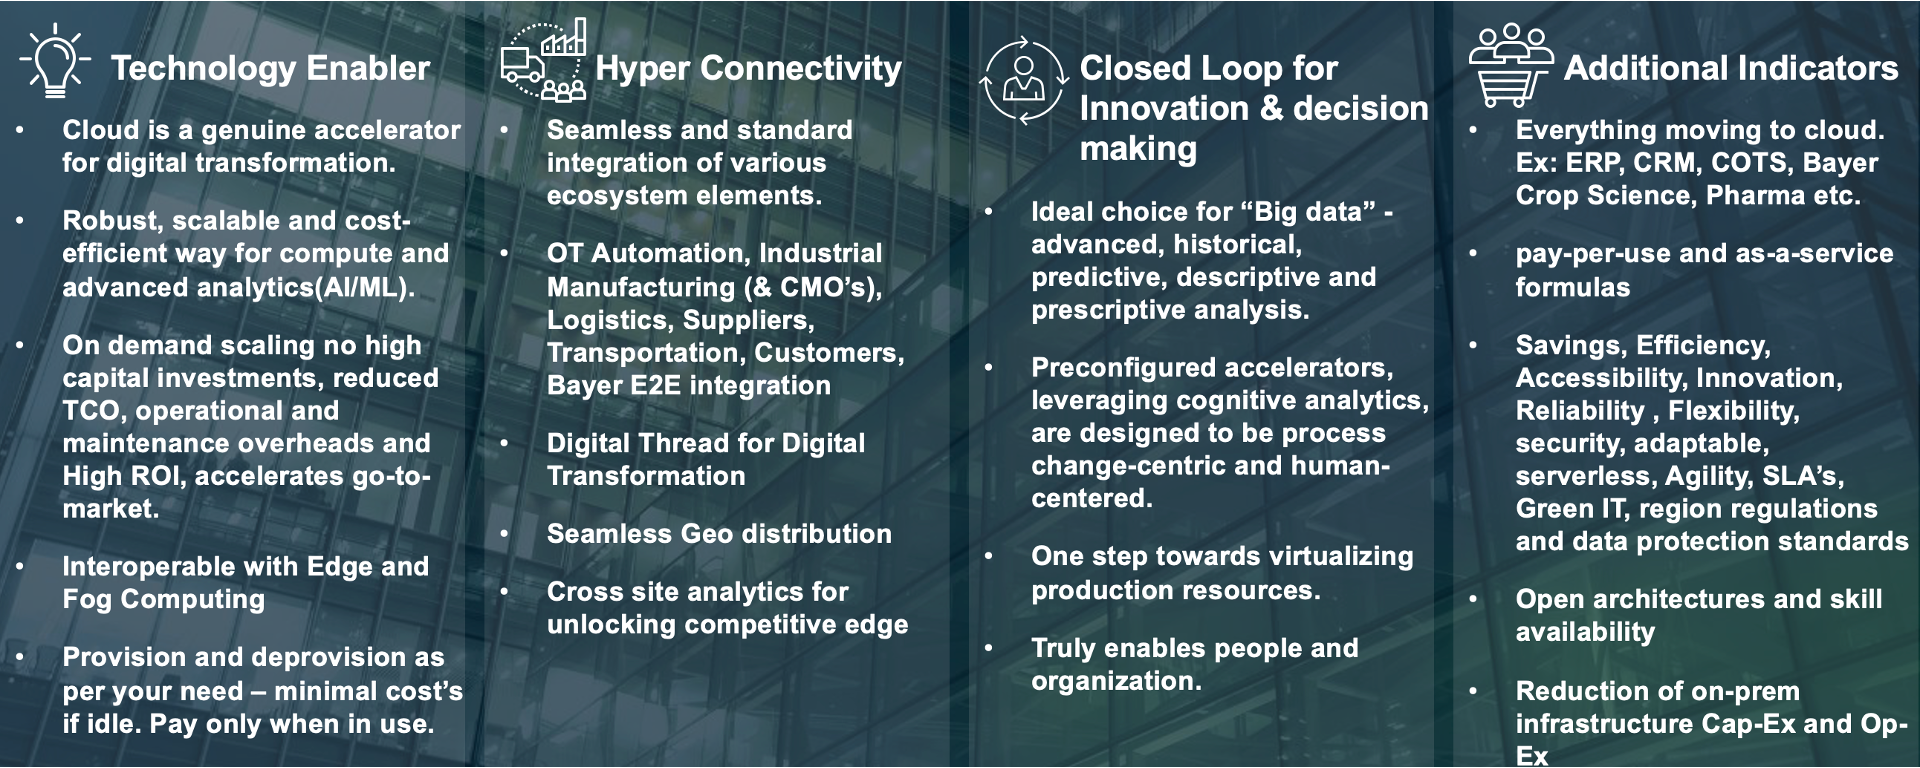 Technology Enabler
• Cloud is a genuine accelerator
for digital transformation.
• Robust, scalable and cost-
efficient way for compute and
advanced analytics(AI/ML).
• On demand scaling no high
capital investments, reduced
TCO, operational and
maintenance overheads and
High ROI, accelerates go-to-
market.
• Interoperable with Edge and
Fog Computing
• Provision and deprovision as
per your need – minimal cost’s
if idle. Pay only when in use.
Hyper Connectivity
• Seamless and standard
integration of various
ecosystem elements.
• OT Automation, Industrial
Manufacturing (& CMO’s),
Logistics, Suppliers,
Transportation, Customers,
Bayer E2E integration
• Digital Thread for Digital
Transformation
• Seamless Geo distribution
• Cross site analytics for
unlocking competitive edge
Closed Loop for
Innovation & decision
making
• Ideal choice for “Big data” -
advanced, historical,
predictive, descriptive and
prescriptive analysis.
• Preconfigured accelerators,
leveraging cognitive analytics,
are designed to be process
change-centric and human-
centered.
• One step towards virtualizing
production resources.
• Truly enables people and
organization.
Additional Indicators
• Everything moving to cloud.
Ex: ERP, CRM, COTS, Bayer
Crop Science, Pharma etc.
• pay-per-use and as-a-service
formulas
• Savings, Efficiency,
Accessibility, Innovation,
Reliability , Flexibility,
security, adaptable,
serverless, Agility, SLA’s,
Green IT, region regulations
and data protection standards
• Open architectures and skill
availability
• Reduction of on-prem
infrastructure Cap-Ex and Op-
Ex